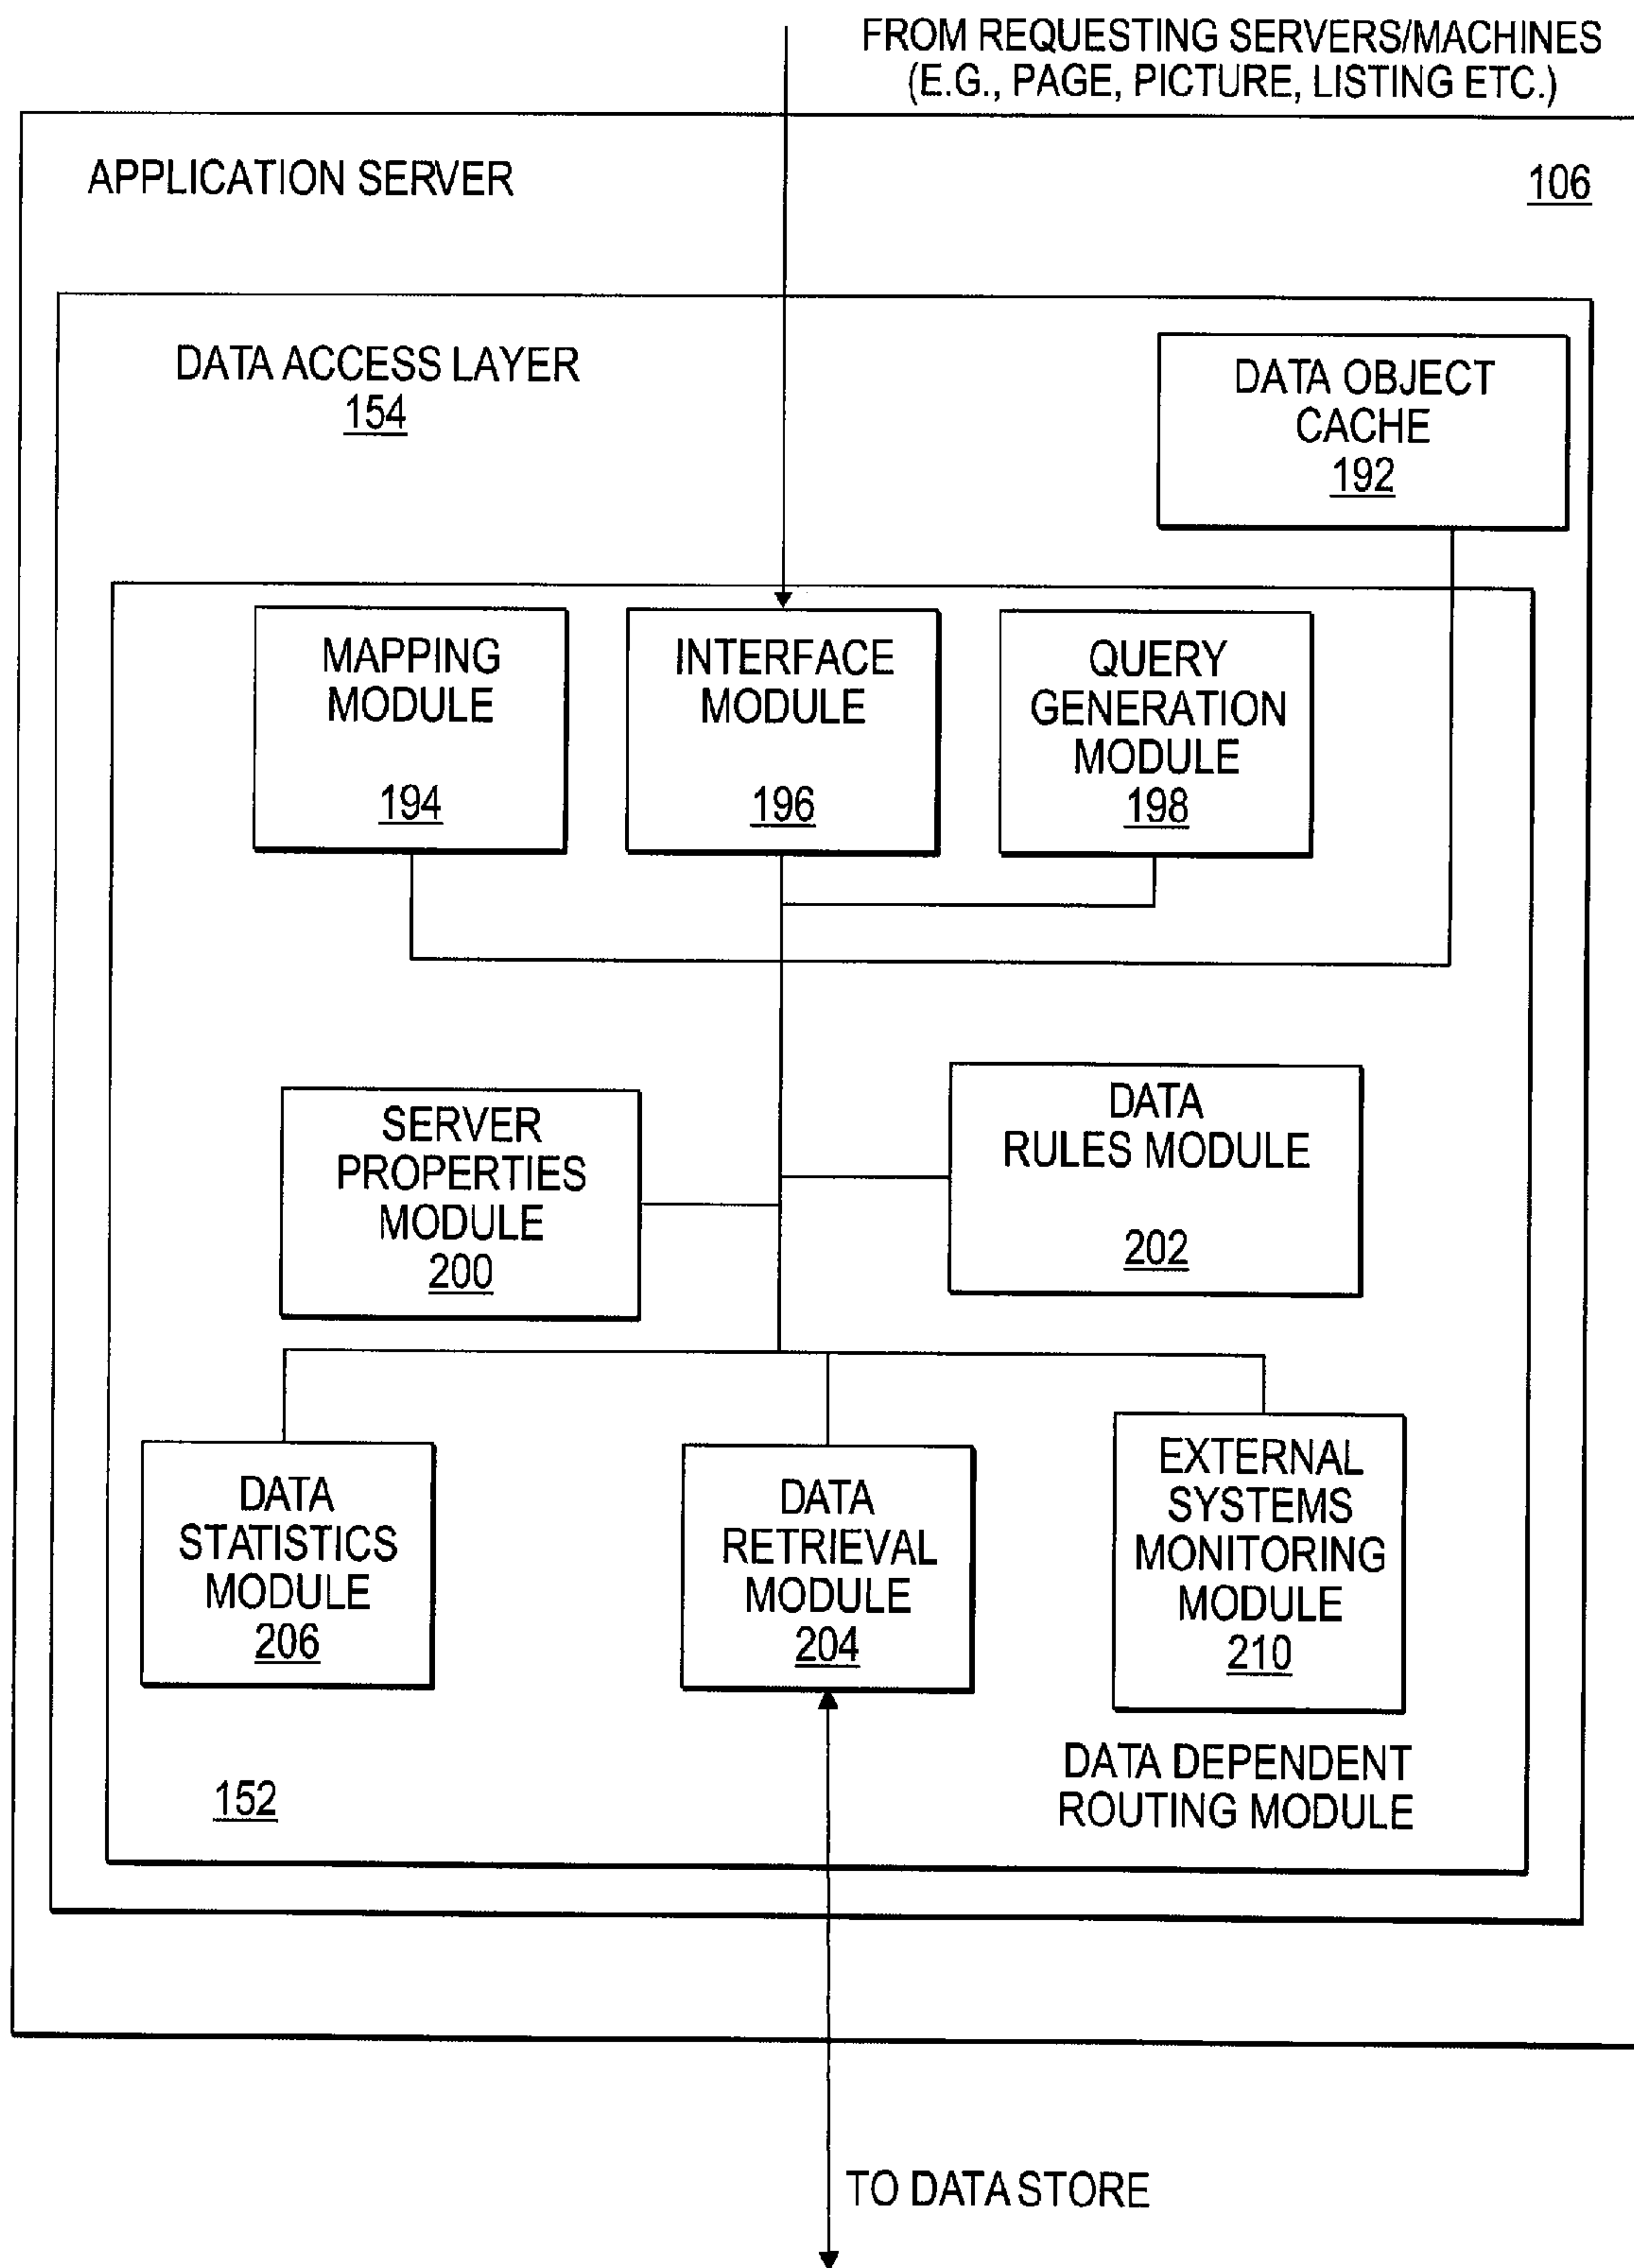 FROM REQUESTING SERVERS/MACHINES
(E.G., PAGE, PICTURE, LISTING ETC.)
APPLICATION SERVER
106
DATA ACCESS LAYER
154
DATA OBJECT
CACHE
192
MAPPING
MODULE
194
INTERFACE
MODULE
196
QUERY
GENERATION
MODULE
198
SERVER
PROPERTIES
MODULE
200
DATA
RULES MODULE
202
DATA
STATISTICS
MODULE
206
DATA
RETRIEVAL
MODULE
204
EXTERNAL
SYSTEMS
MONITORING
MODULE
210
152
DATA DEPENDENT
ROUTING MODULE
TO DATA STORE